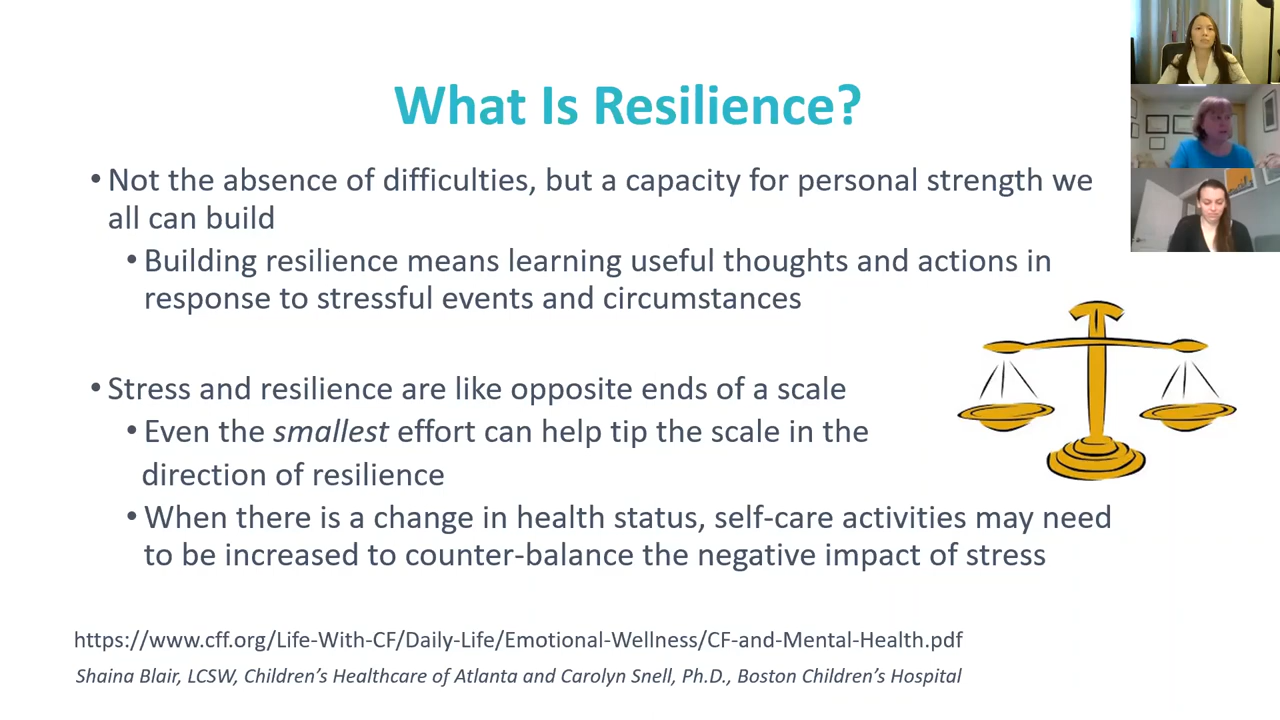 What Is Resilience?
• Not the absence of difficulties, but a capacity for personal strength we
all can build
• Building resilience means learning useful thoughts and actions in
response to stressful events and circumstances
• Stress and resilience are like opposite ends of a scale
• Even the smallest effort can help tip the scale in the
direction of resilience
• When there is a change in health status, self-care activities may need
to be increased to counter-balance the negative impact of stress
https://www.cff.org/Life-With-CF/Daily-Life/Emotional-Wellness/CF-and-Mental-Health.pdf
Shaina Blair, LCSW, Children’s Healthcare of Atlanta and Carolyn Snell, Ph.D., Boston Children’s Hospital